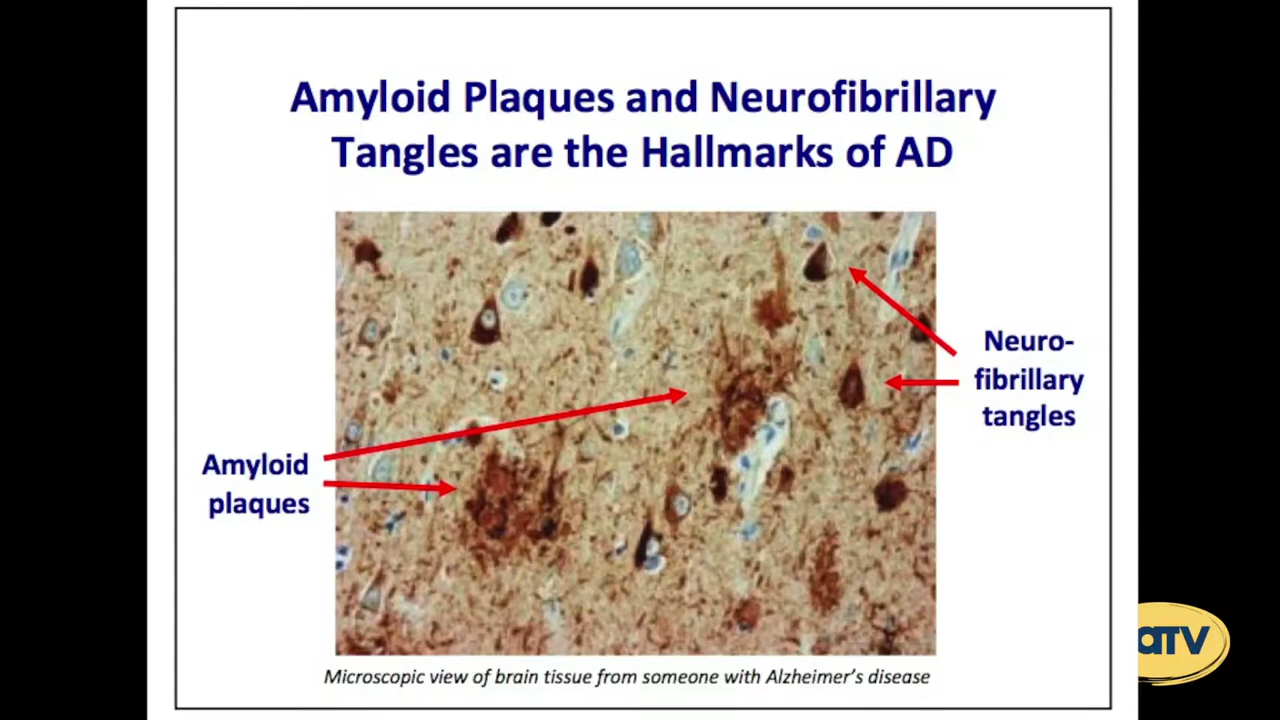 Amyloid Plaques and Neurofibrillary
Tangles are the Hallmarks of AD
Neuro-
fibrillary
tangles
Amyloid
plaques
Microscopic view of brain tissue from someone with Alzheimer's disease
aTV